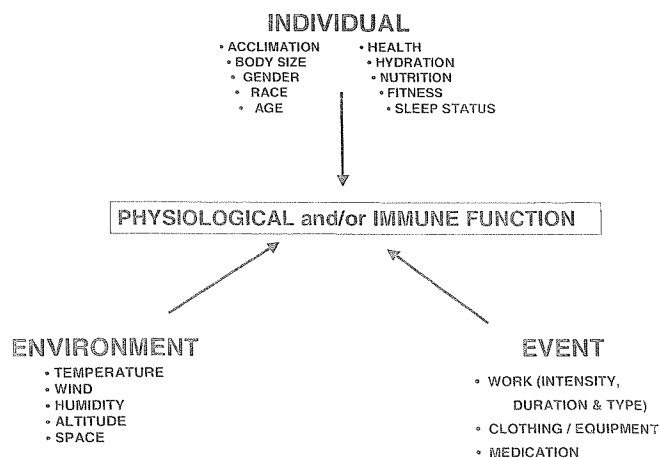 INDIVIDUAL
• ACCLIMATION
• BODY SIZE
• GENDER
• RACE
• AGE
• HEALTH
• HYDRATION
• NUTRITION
• FITNESS
• SLEEP STATUS
PHYSIOLOGICAL and/or IMMUNE FUNCTION
ENVIRONMENT
• TEMPERATURE
• WIND
• HUMIDITY
• ALTITUDE
• SPACE
EVENT
• WORK (INTENSITY,
DURATION & TYPE)
• CLOTHING / EQUIPMENT
• MEDICATION